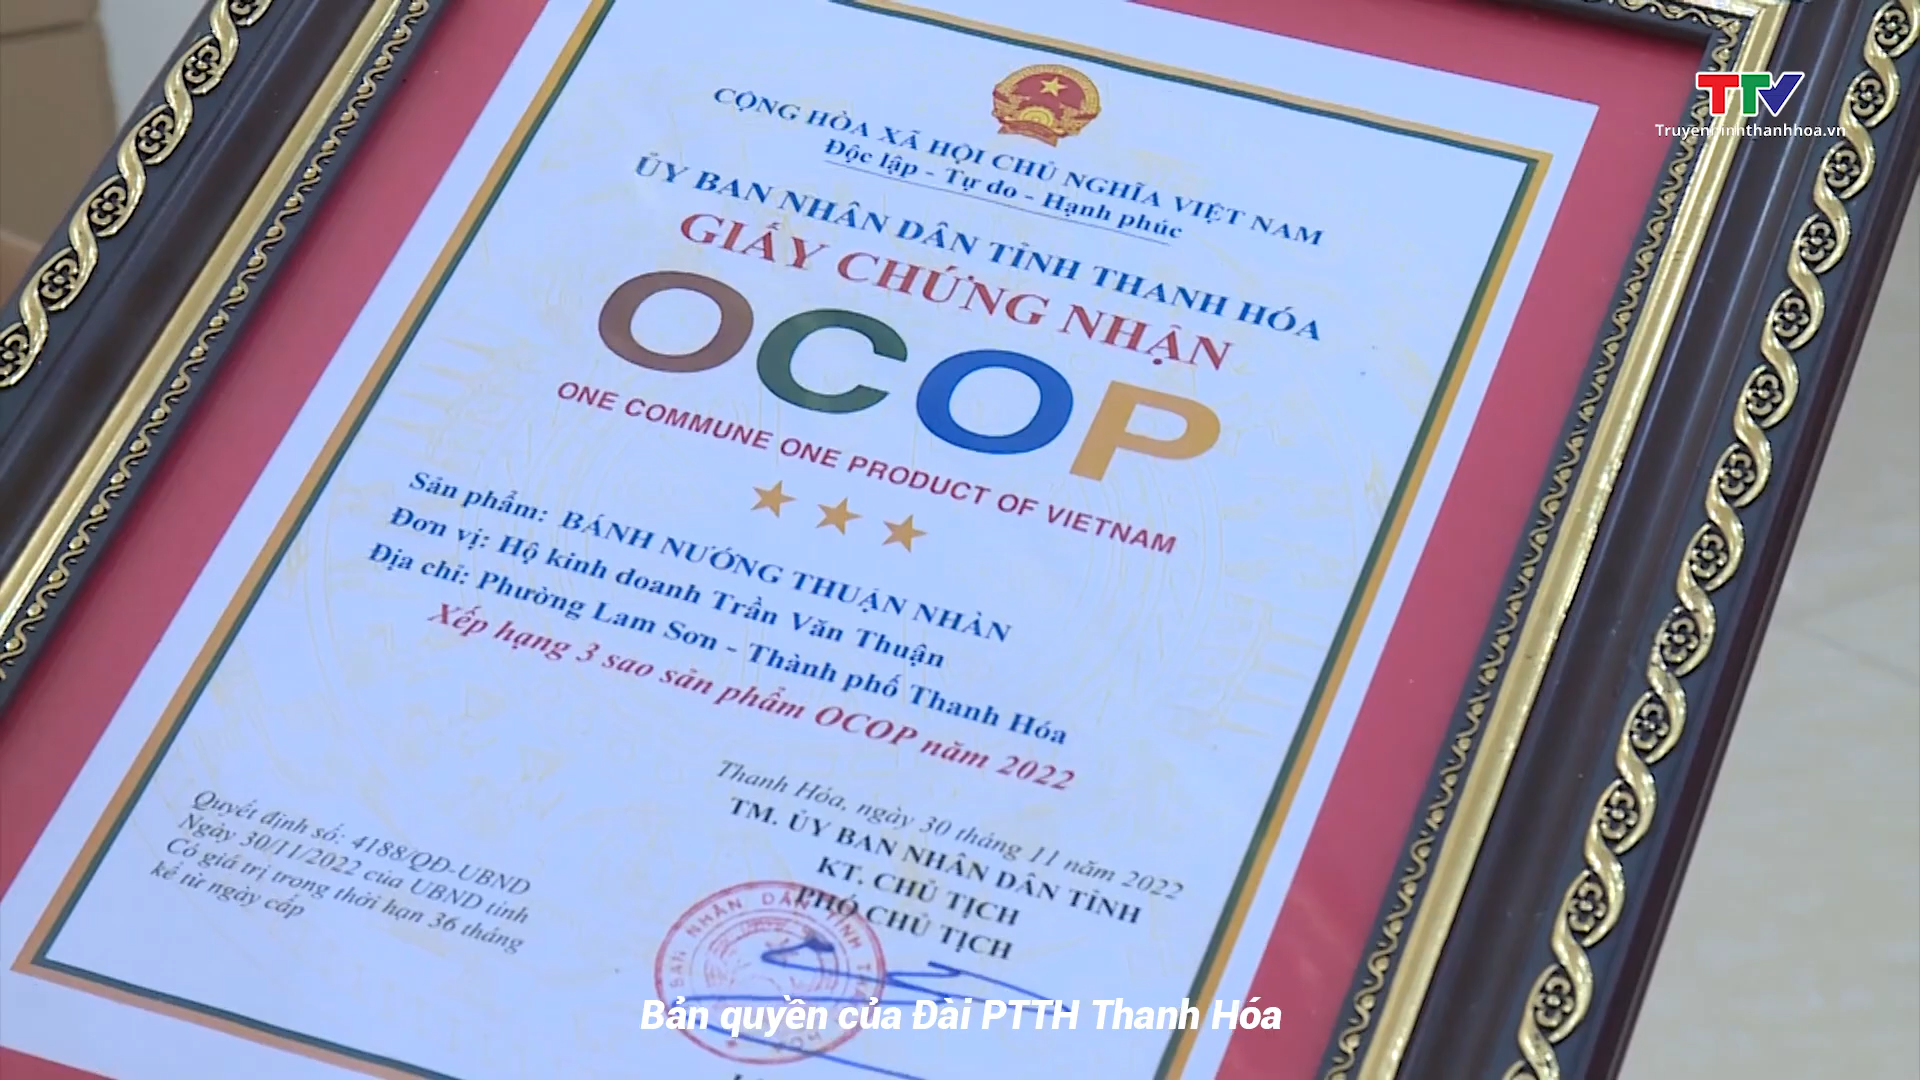 TTV
Truyenhinhthanhhoa.vn
CỘNG HÒA XÃ HỘI CHỦ NGHĨA VIỆT NAM
Độc lập - Tự do - Hạnh phúc
ỦY BAN NHÂN DÂN TỈNH THANH HÓA
GIẤY CHỨNG NHẬN
OCOP
ONE COMMUNE ONE PRODUCT OF VIETNAM
Sản phẩm: BÁNH NƯỚNG THUẬN NHÀN
Đơn vị: Hộ kinh doanh Trần Văn Thuận
Địa chỉ: Phường Lam Sơn - Thành phố Thanh Hóa
Xếp hạng 3 sao sản phẩm OCOP năm 2022
Thanh Hóa, ngày 30 tháng 11 năm 2022
TM. ỦY BAN NHÂN DÂN TỈNH
KT. CHỦ TỊCH
PHÓ CHỦ TỊCH
Quyết định số: 4188/QĐ-UBND
Ngày 30/11/2022 của UBND tỉnh
Có giá trị trong thời hạn 36 tháng
kể từ ngày cấp
BAN NHÂN DÂN TỈNH
Bản quyền của Đài PTTH Thanh Hóa